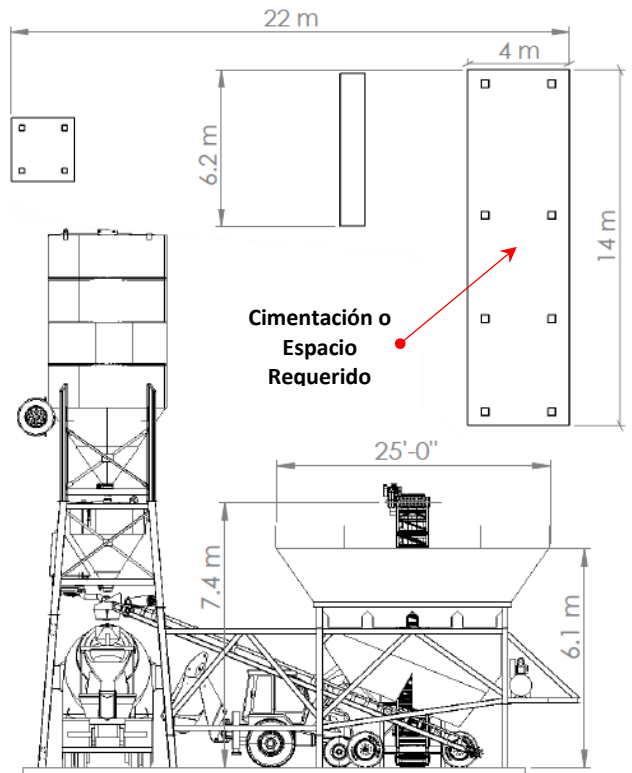 22 m
4 m
6.2 m
14 m
Cimentación o
Espacio
Requerido
25'-0"
7.4 m
6.1 m